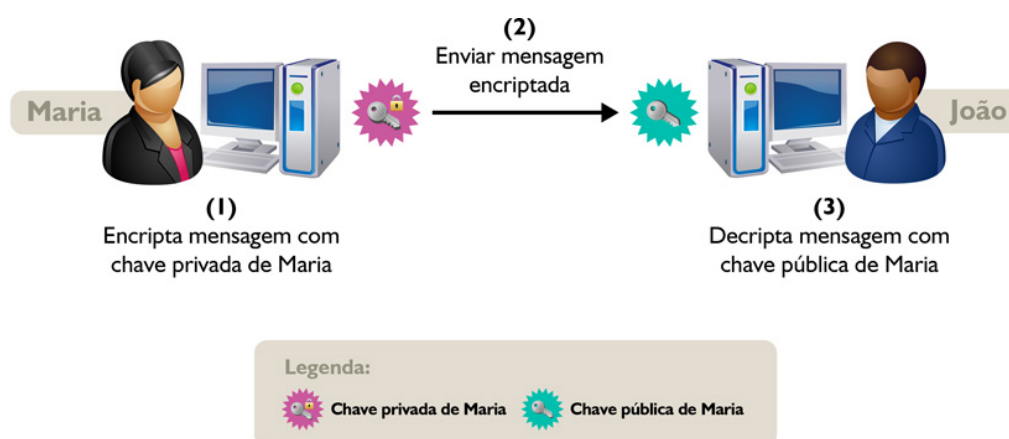 (2)
Enviar mensagem
encriptada
Maria
João
(1)
Encripta mensagem com
chave privada de Maria
(3)
Decripta mensagem com
chave pública de Maria
Legenda:
Chave privada de Maria
Chave pública de Maria